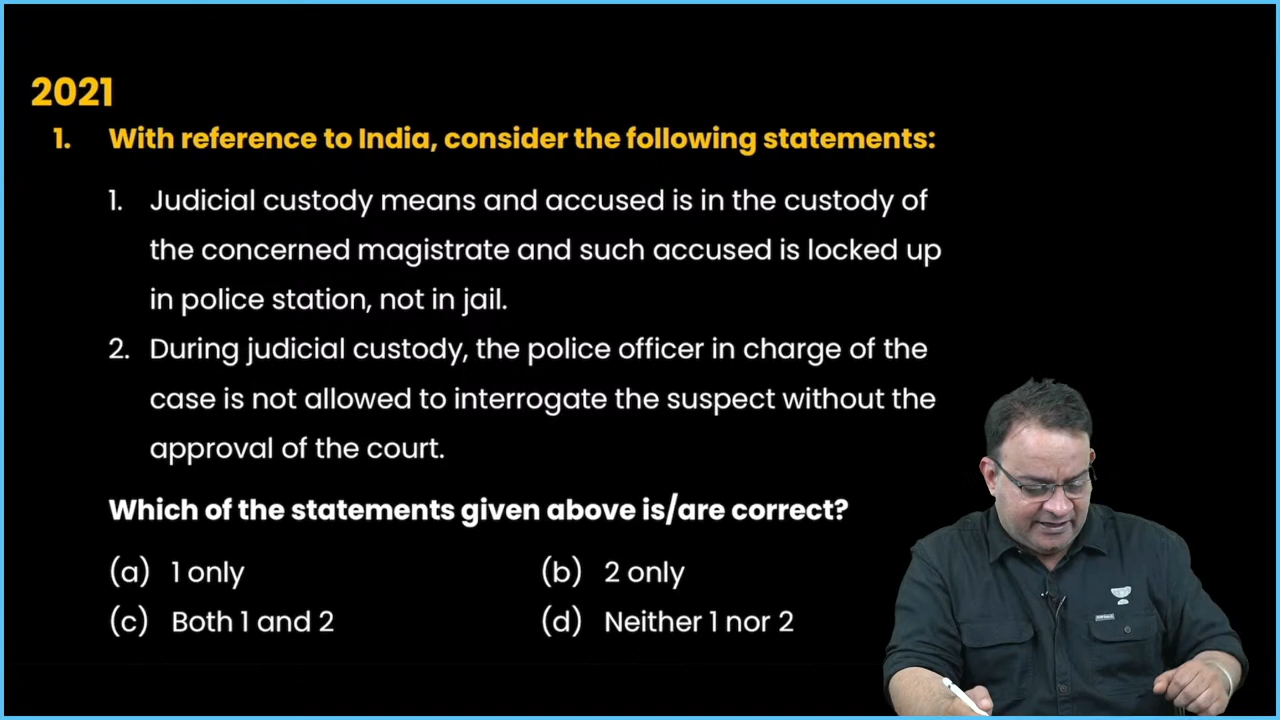 2021
1. With reference to India, consider the following statements:
1. Judicial custody means and accused is in the custody of
the concerned magistrate and such accused is locked up
in police station, not in jail.
2. During judicial custody, the police officer in charge of the
case is not allowed to interrogate the suspect without the
approval of the court.
Which of the statements given above is/are correct?
(a) 1 only (b) 2 only
(c) Both 1 and 2 (d) Neither 1 nor 2